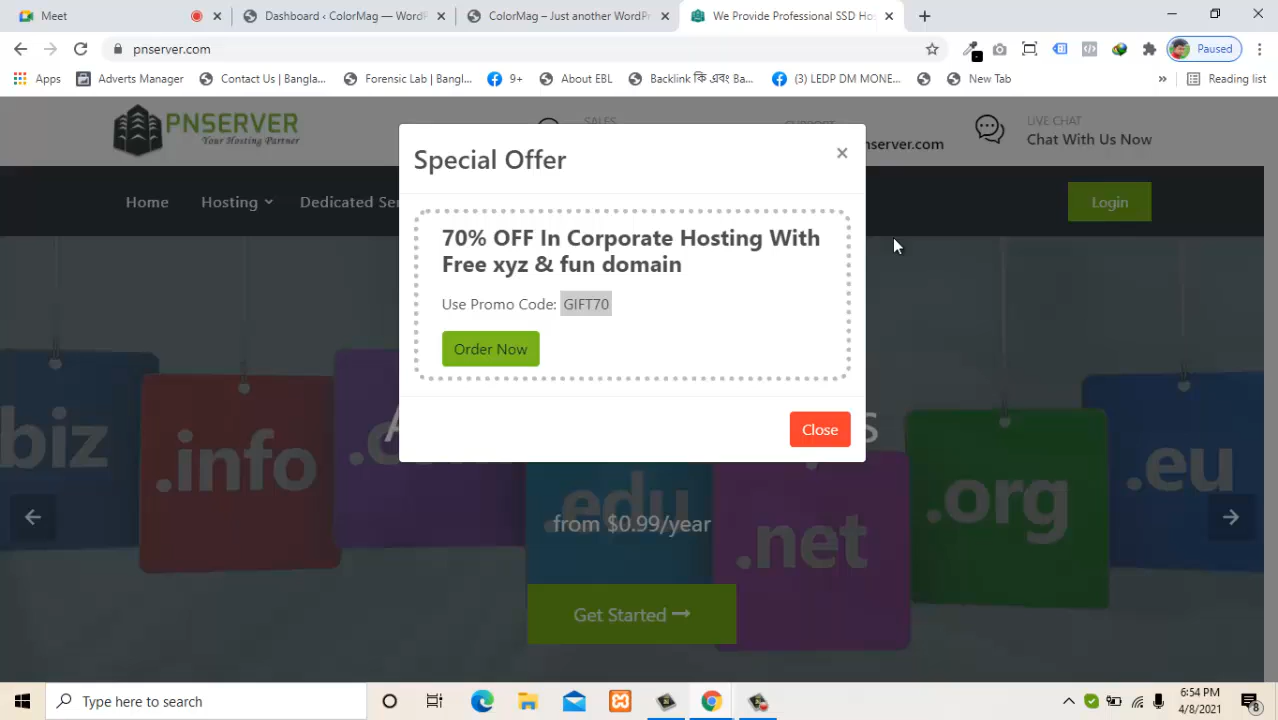 Meet
Dashboard ‹ ColorMag — WordP
ColorMag – Just another WordPr
We Provide Professional SSD Hos
pnserver.com
Paused
Apps
Adverts Manager
Contact Us | Bangla...
Forensic Lab | Bangl...
9+
About EBL
Backlink কি এবং Ba...
(3) LEDP DM MONE...
New Tab
»
Reading list
PNSERVER
Your Hosting Partner
SALES
SUPPORT
nserver.com
LIVE CHAT
Chat With Us Now
Home
Hosting
Dedicated Ser
Login
Special Offer
×
70% OFF In Corporate Hosting With
Free xyz & fun domain
Use Promo Code: GIFT70
Order Now
Close
biz
.info
.edu
.net
.org
.eu
from $0.99/year
Get Started
Type here to search
6:54 PM
4/8/2021
8